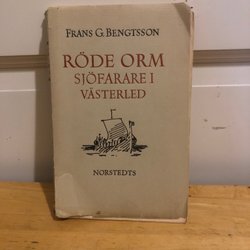 FRANS G. BENGTSSON
RÖDE ORM
SJÖFARARE I
VÄSTERLED
NORSTEDTS